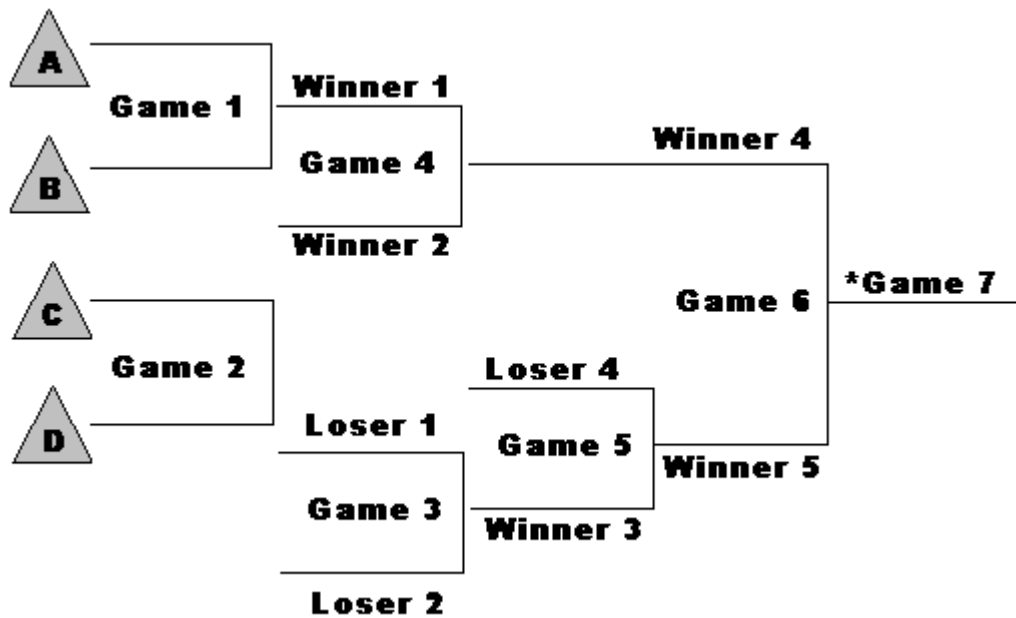 A
Game 1
B
Winner 1
Game 4
Winner 2
Winner 4
C
Game 2
D
Game 6
*Game 7
Loser 4
Game 5
Winner 3
Winner 5
Loser 1
Game 3
Loser 2